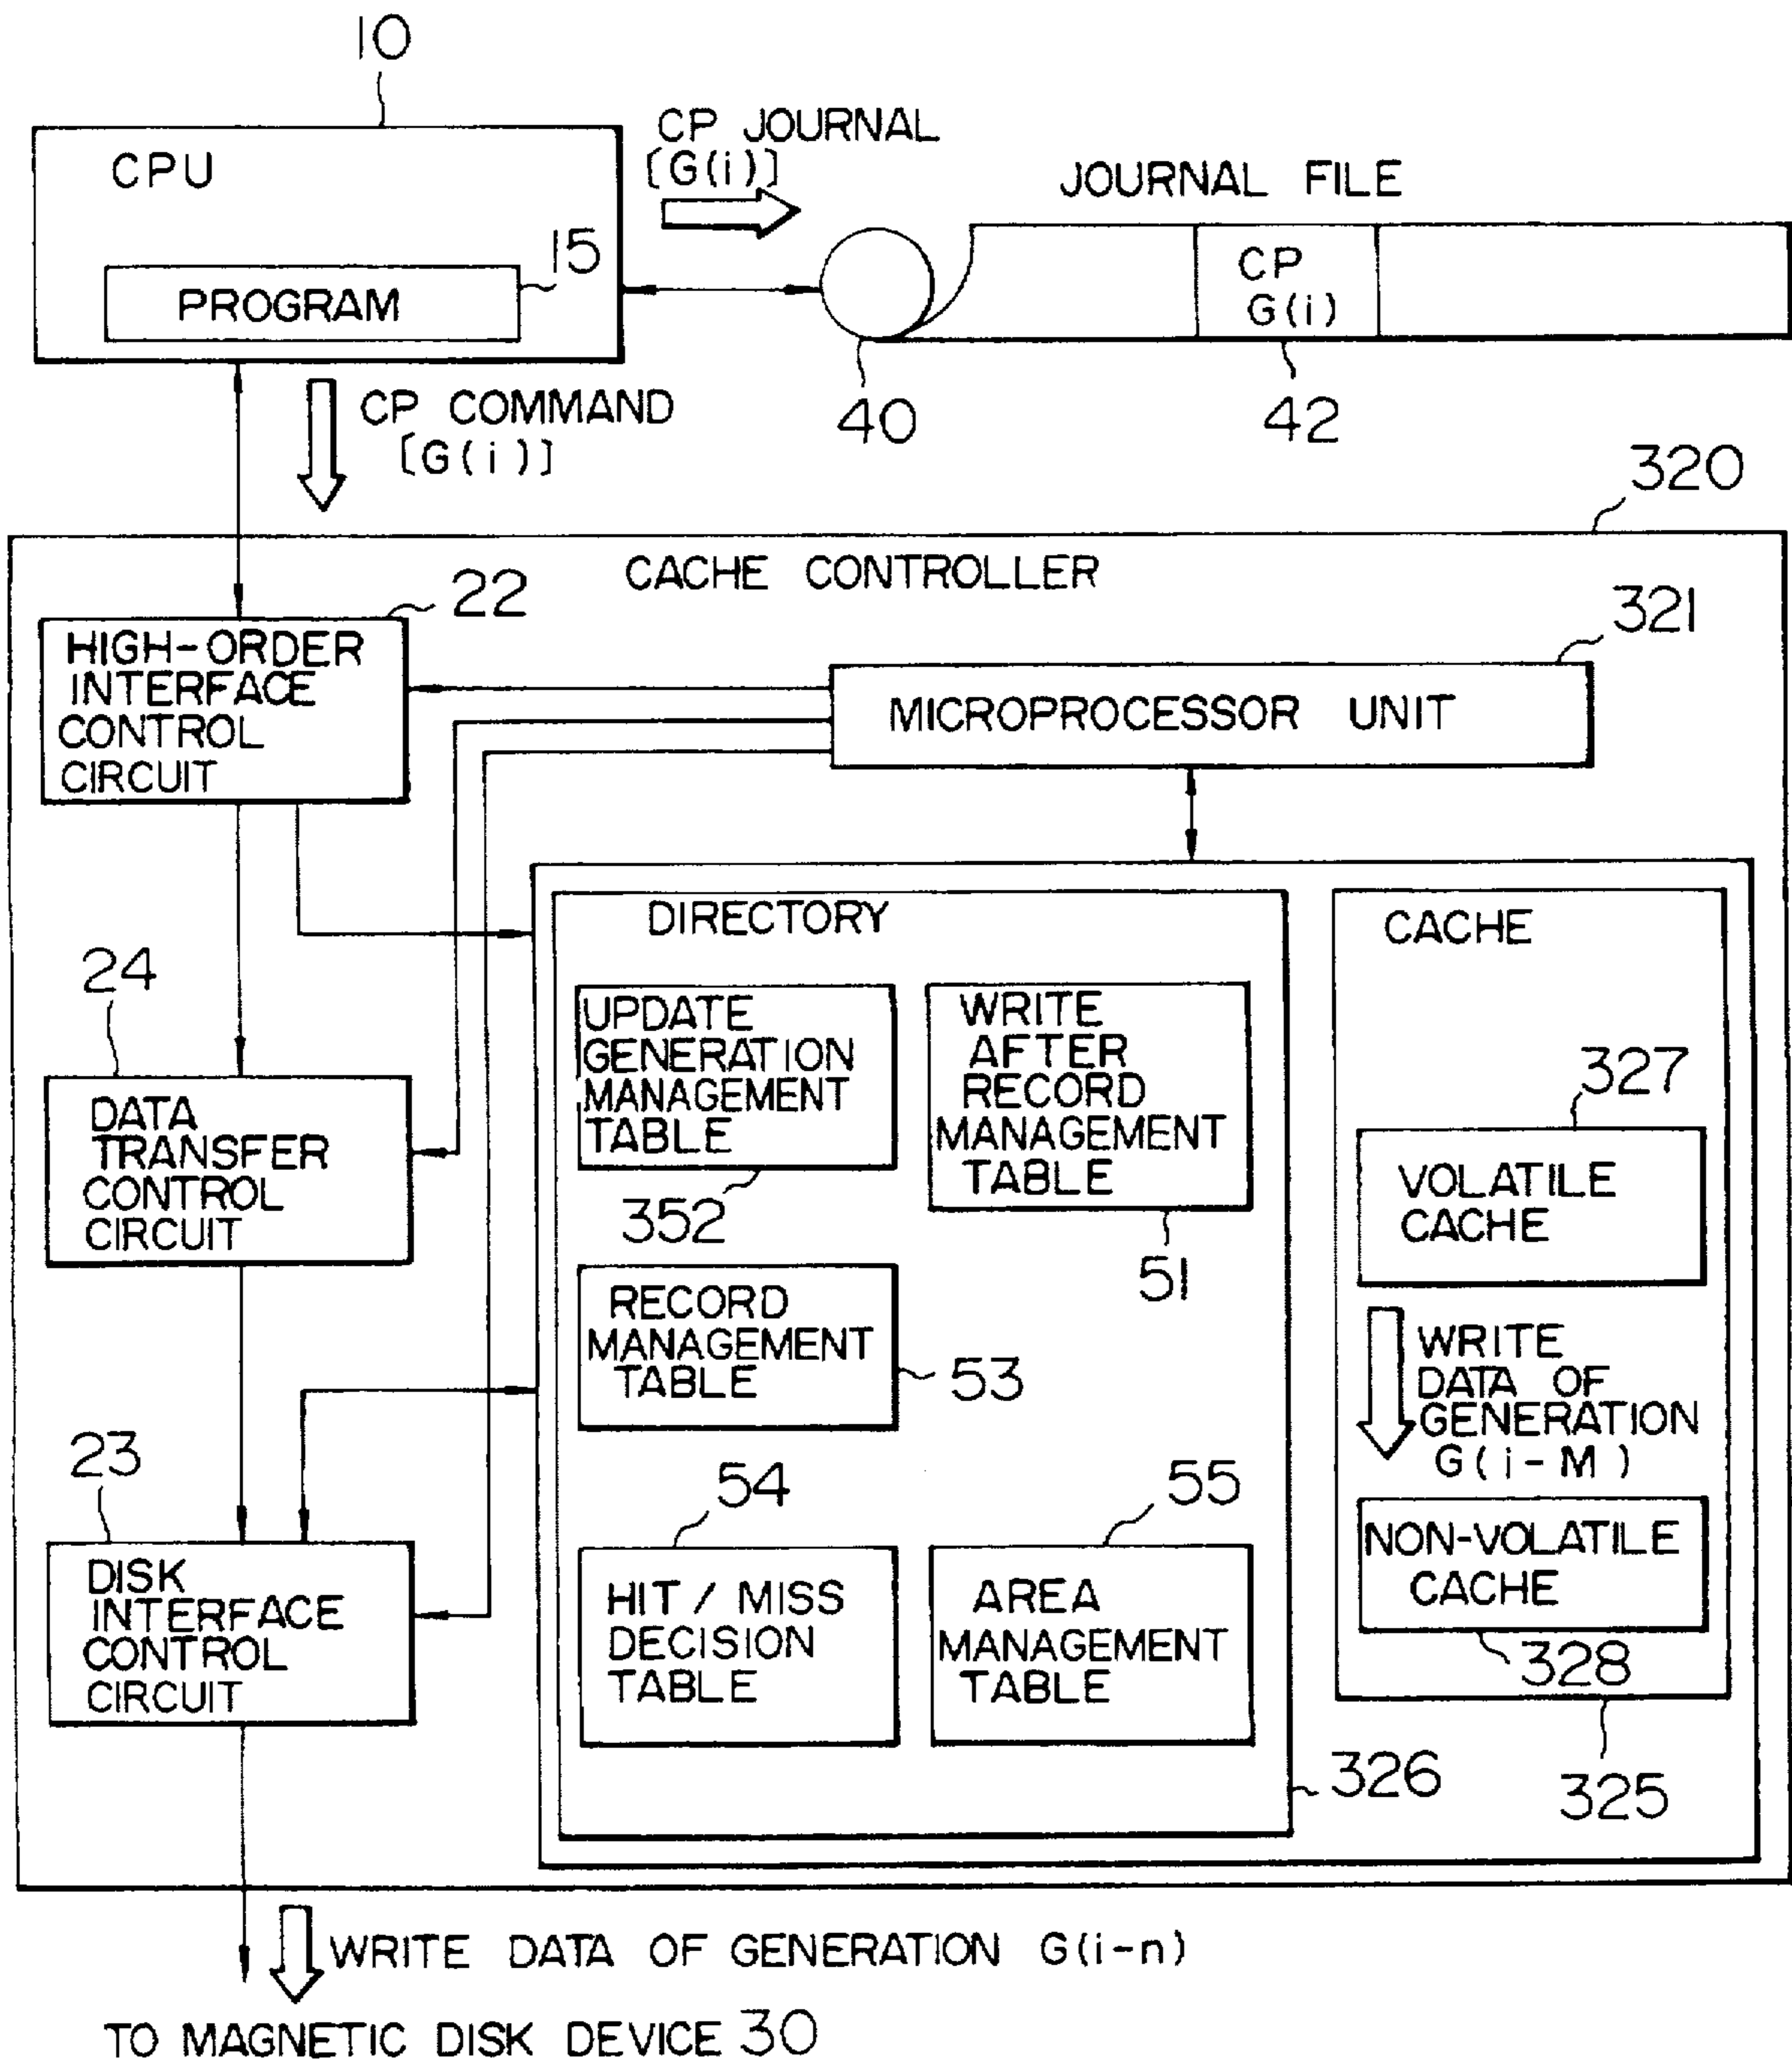 10
CPU
CP JOURNAL
[G(i)]
JOURNAL FILE
15
PROGRAM
CP
G(i)
40
42
CP COMMAND
[G(i)]
320
CACHE CONTROLLER
22
HIGH-ORDER
INTERFACE
CONTROL
CIRCUIT
321
MICROPROCESSOR UNIT
DIRECTORY
CACHE
24
DATA
TRANSFER
CONTROL
CIRCUIT
UPDATE
GENERATION
MANAGEMENT
TABLE
352
WRITE
AFTER
RECORD
MANAGEMENT
TABLE
51
327
VOLATILE
CACHE
RECORD
MANAGEMENT
TABLE
53
WRITE
DATA OF
GENERATION
G(i-M)
23
DISK
INTERFACE
CONTROL
CIRCUIT
54
HIT / MISS
DECISION
TABLE
55
AREA
MANAGEMENT
TABLE
NON-VOLATILE
CACHE
328
326
325
WRITE DATA OF GENERATION G(i-n)
TO MAGNETIC DISK DEVICE 30